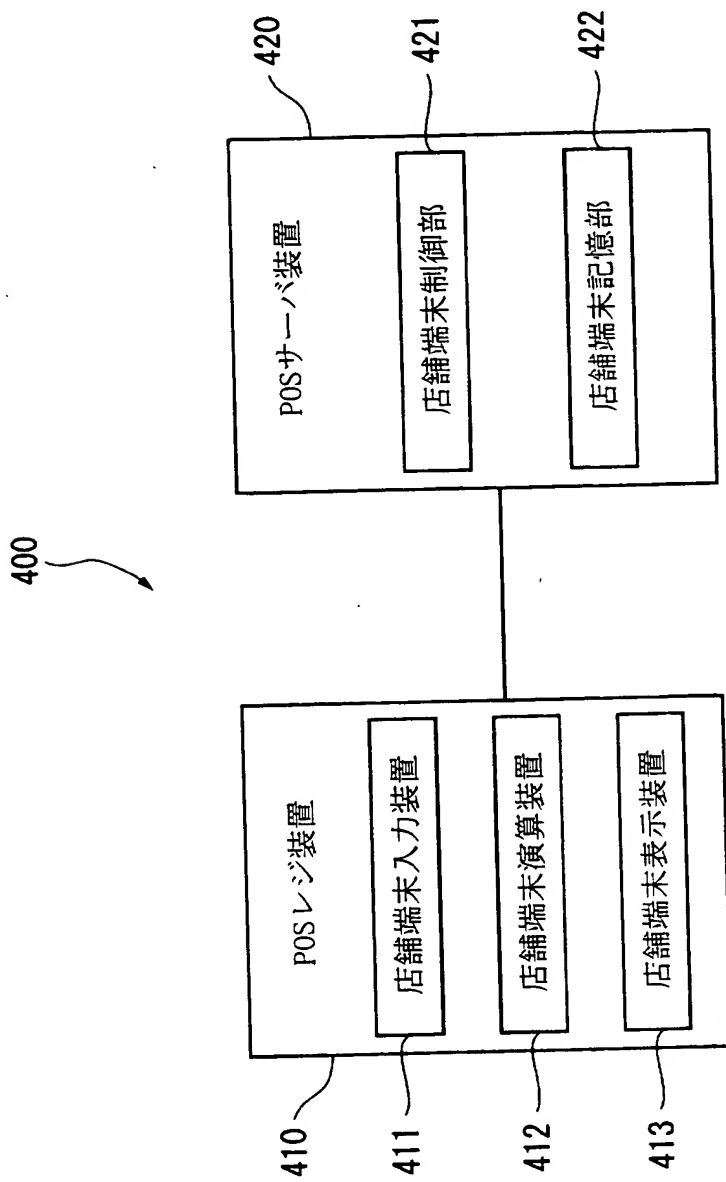 400
410
POSレジ装置
411
店舗端末入力装置
412
店舗端末演算装置
413
店舗端末表示装置
420
POSサーバ装置
421
店舗端末制御部
422
店舗端末記憶部